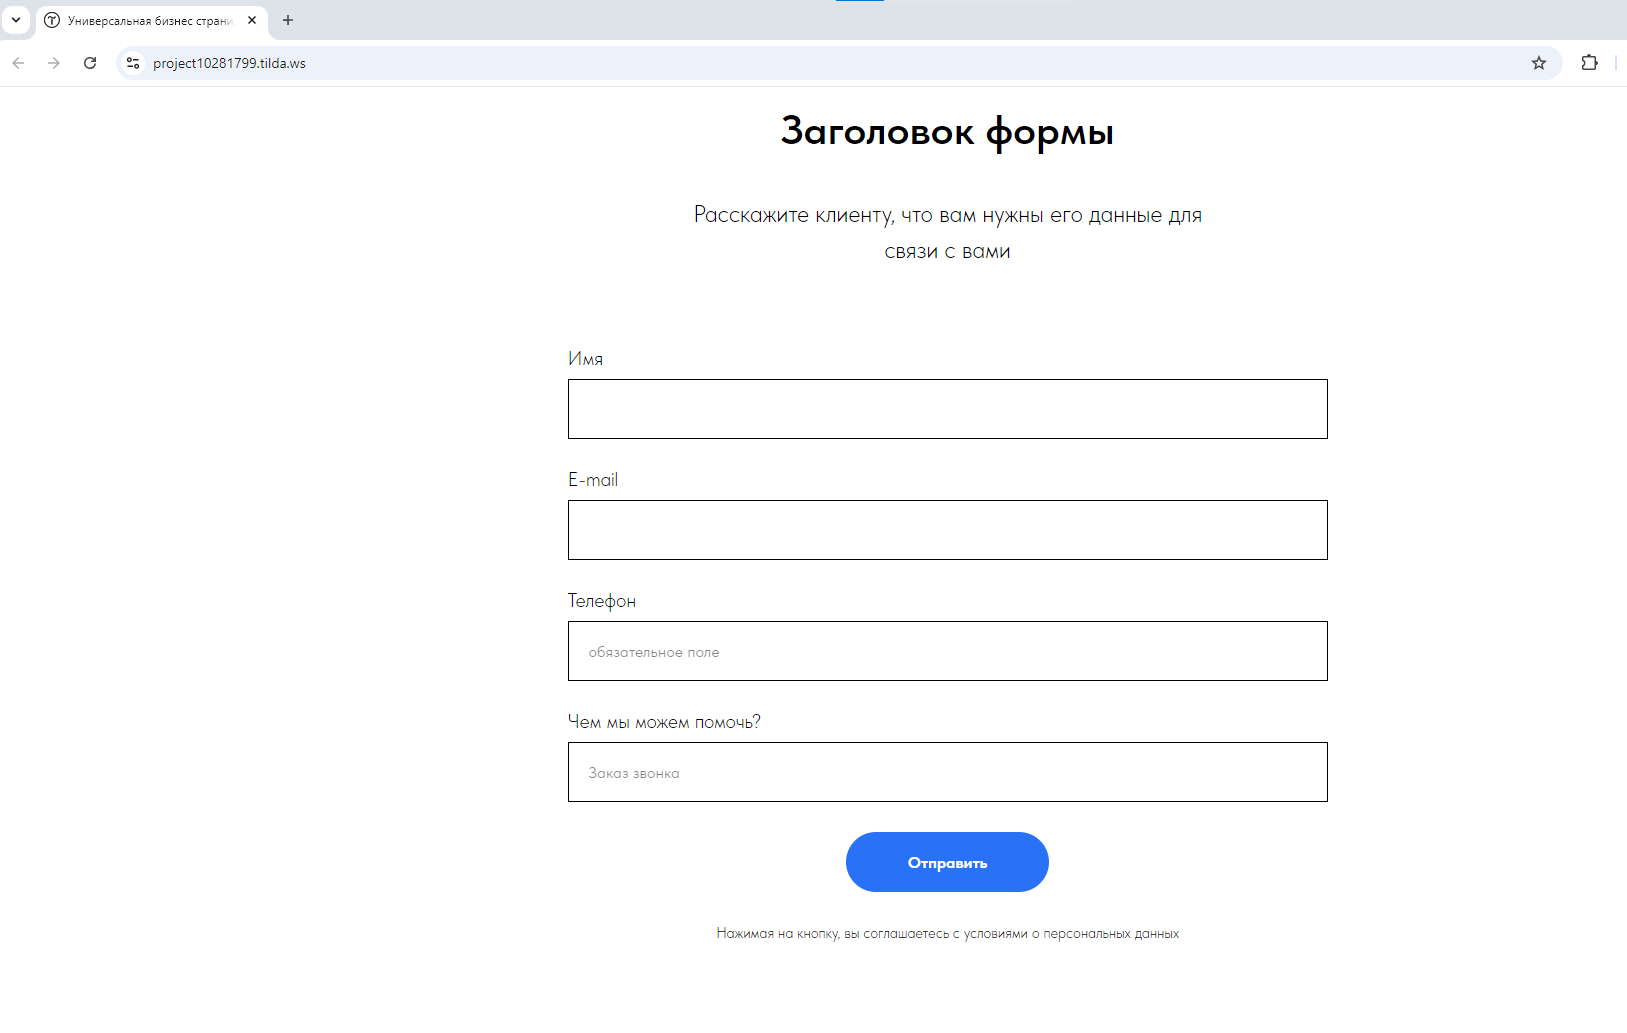 Универсальная бизнес страни
project10281799.tilda.ws
Заголовок формы
Расскажите клиенту, что вам нужны его данные для
связи с вами
Имя
E-mail
Телефон
обязательное поле
Чем мы можем помочь?
Заказ звонка
Отправить
Нажимая на кнопку, вы соглашаетесь с условиями о персональных данных